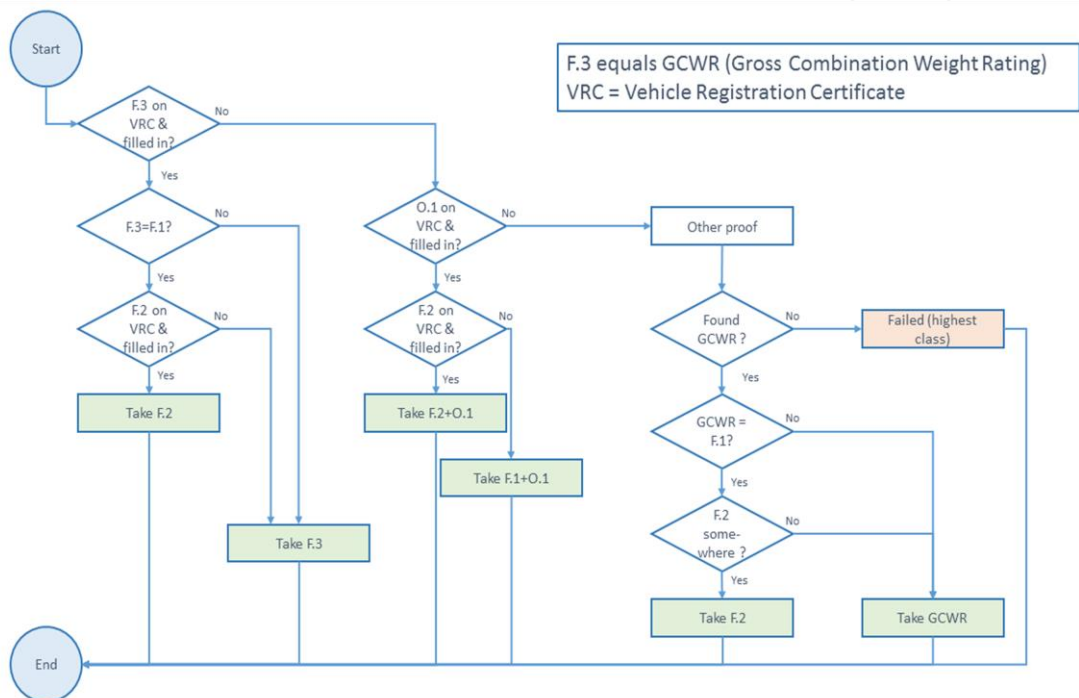 Start
F.3 equals GCWR (Gross Combination Weight Rating)
VRC = Vehicle Registration Certificate
F.3 on
VRC &
filled in?
No
Yes
F.3=F.1?
No
Yes
F.2 on
VRC &
filled in?
No
Yes
Take F.2
Take F.3
O.1 on
VRC &
filled in?
No
Yes
F.2 on
VRC &
filled in?
No
Yes
Take F.2+O.1
Take F.1+O.1
Other proof
Found
GCWR ?
No
Failed (highest
class)
Yes
GCWR =
F.1?
No
Yes
F.2
some-
where ?
No
Yes
Take F.2
Take GCWR
End